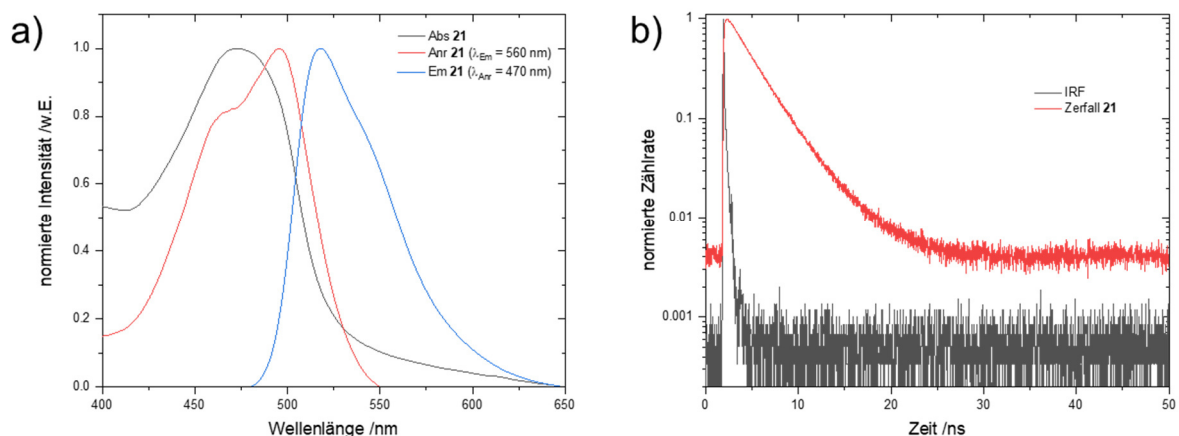 a)
normierte Intensität /w.E.
1.0
0.8
0.6
0.4
0.2
0.0
400
450
500
550
600
650
Wellenlänge /nm
Abs 21
Anr 21 (λEm = 560 nm)
Em 21 (λAnr = 470 nm)
b)
normierte Zählrate
1
0.1
0.01
0.001
0
10
20
30
40
50
Zeit /ns
IRF
Zerfall 21